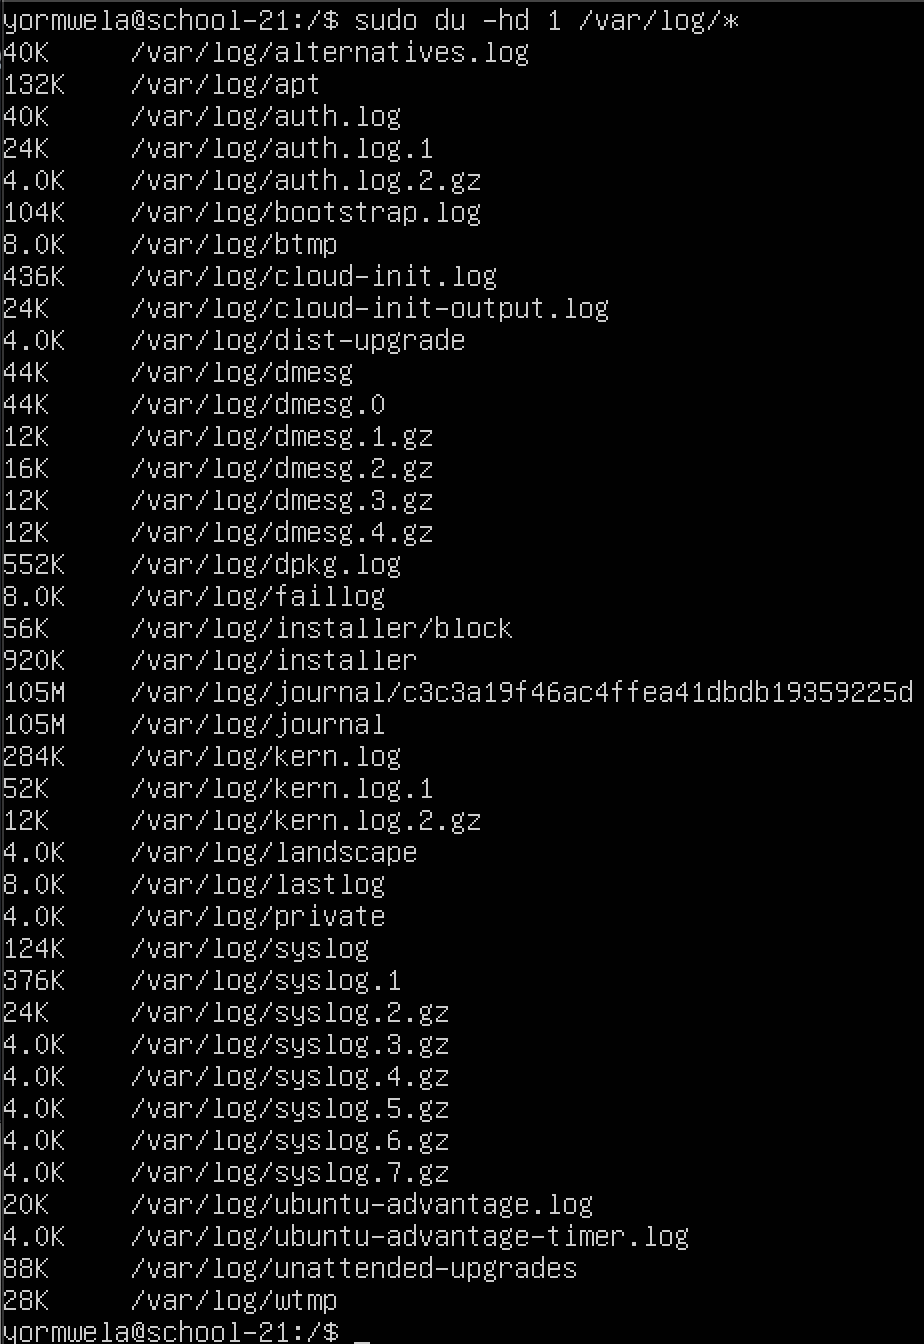 yormwela@school-21:/$ sudo du -hd 1 /var/log/*
40K /var/log/alternatives.log
132K /var/log/apt
40K /var/log/auth.log
24K /var/log/auth.log.1
4.0K /var/log/auth.log.2.gz
104K /var/log/bootstrap.log
8.0K /var/log/btmp
436K /var/log/cloud-init.log
24K /var/log/cloud-init-output.log
4.0K /var/log/dist-upgrade
44K /var/log/dmesg
44K /var/log/dmesg.0
12K /var/log/dmesg.1.gz
16K /var/log/dmesg.2.gz
12K /var/log/dmesg.3.gz
12K /var/log/dmesg.4.gz
552K /var/log/dpkg.log
8.0K /var/log/faillog
56K /var/log/installer/block
920K /var/log/installer
105M /var/log/journal/c3c3a19f46ac4ffea41dbdb19359225d
105M /var/log/journal
284K /var/log/kern.log
52K /var/log/kern.log.1
12K /var/log/kern.log.2.gz
4.0K /var/log/landscape
8.0K /var/log/lastlog
4.0K /var/log/private
124K /var/log/syslog
376K /var/log/syslog.1
24K /var/log/syslog.2.gz
4.0K /var/log/syslog.3.gz
4.0K /var/log/syslog.4.gz
4.0K /var/log/syslog.5.gz
4.0K /var/log/syslog.6.gz
4.0K /var/log/syslog.7.gz
20K /var/log/ubuntu-advantage.log
4.0K /var/log/ubuntu-advantage-timer.log
88K /var/log/unattended-upgrades
28K /var/log/wtmp
yormwela@school-21:/$ _